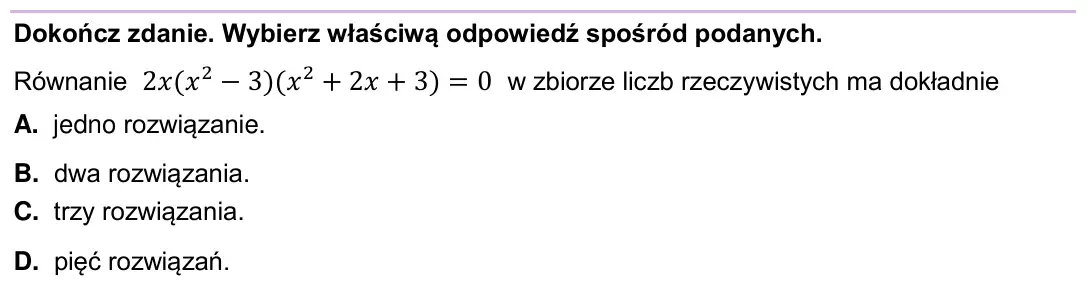 Dokończ zdanie. Wybierz właściwą odpowiedź spośród podanych.
Równanie 2x(x² − 3)(x² + 2x + 3) = 0 w zbiorze liczb rzeczywistych ma dokładnie
A. jedno rozwiązanie.
B. dwa rozwiązania.
C. trzy rozwiązania.
D. pięć rozwiązań.